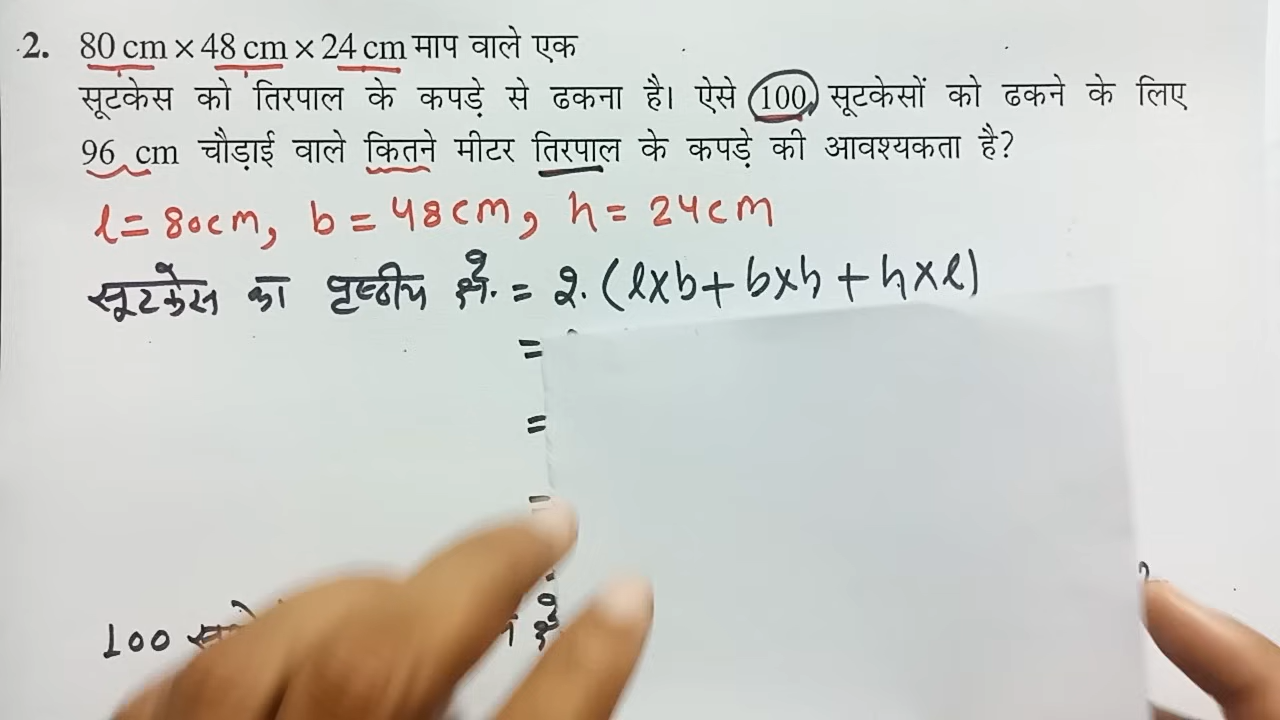 2. 80 cm × 48 cm × 24 cm माप वाले एक
सूटकेस को तिरपाल के कपड़े से ढकना है। ऐसे 100 सूटकेसों को ढकने के लिए
96 cm चौड़ाई वाले कितने मीटर तिरपाल के कपड़े की आवश्यकता है?
l = 80cm, b = 48cm, h = 24cm
सूटकेस का पृष्ठीय क्षे. = 2. (l×b + b×h + h×l)
=
=
=
100